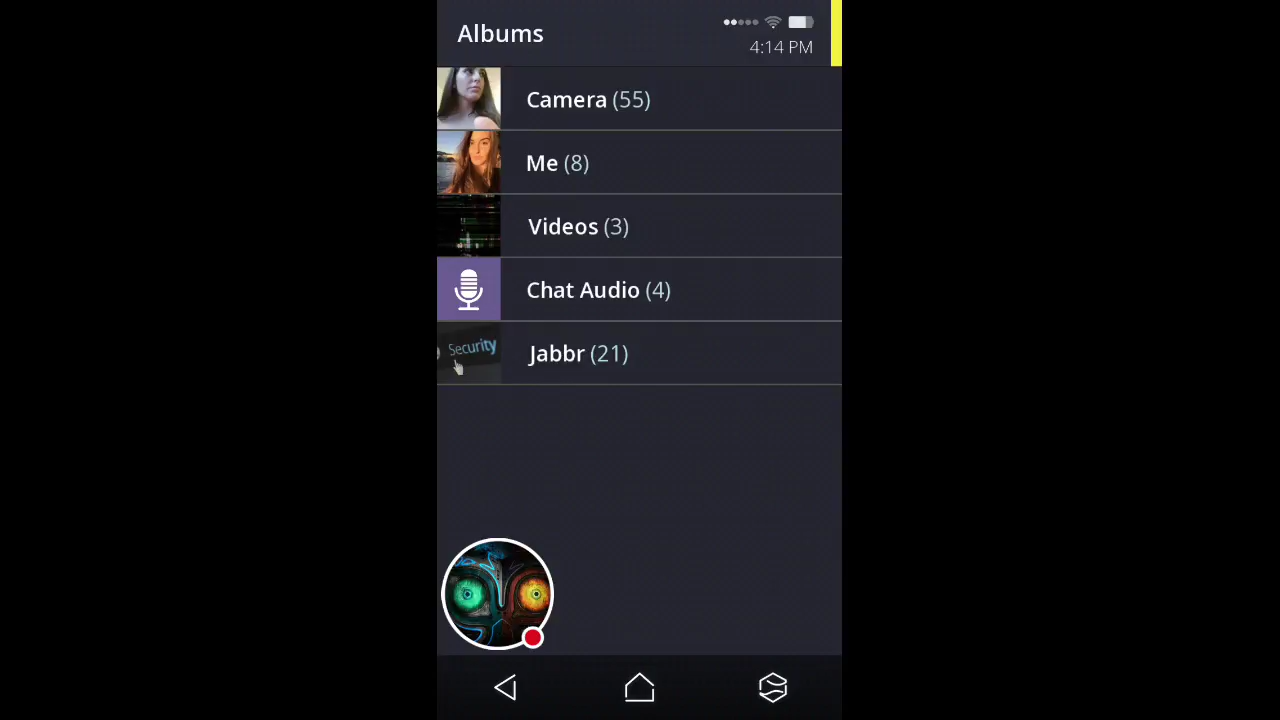 Albums
4:14 PM
Camera (55)
Me (8)
Videos (3)
Chat Audio (4)
Security
Jabbr (21)